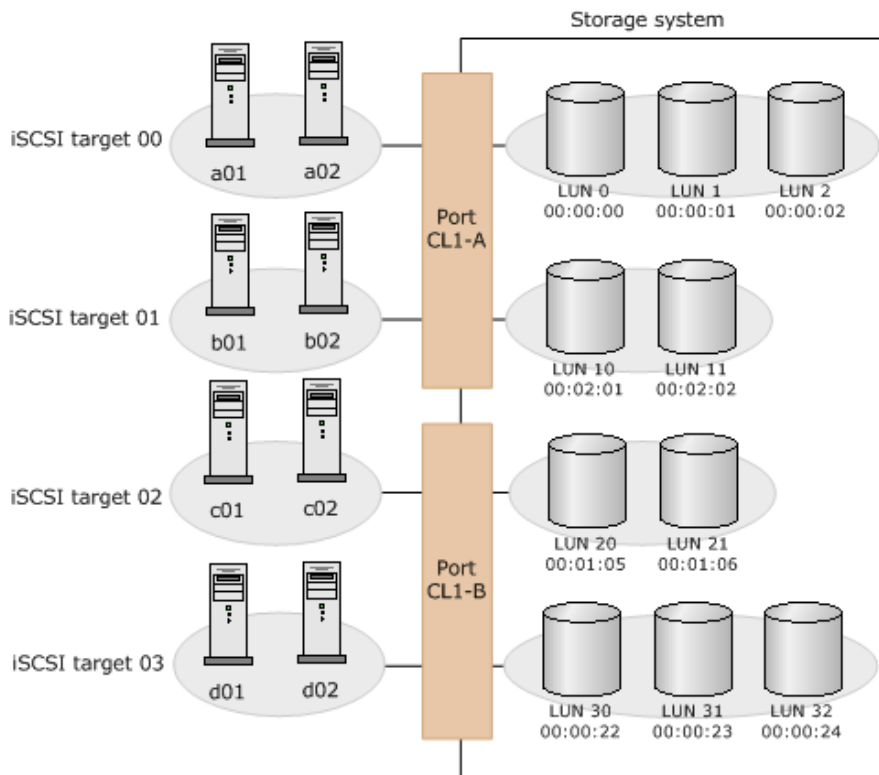 Storage system
iSCSI target 00
a01
a02
LUN 0
00:00:00
LUN 1
00:00:01
LUN 2
00:00:02
Port
CL1-A
iSCSI target 01
b01
b02
LUN 10
00:02:01
LUN 11
00:02:02
iSCSI target 02
c01
c02
LUN 20
00:01:05
LUN 21
00:01:06
Port
CL1-B
iSCSI target 03
d01
d02
LUN 30
00:00:22
LUN 31
00:00:23
LUN 32
00:00:24